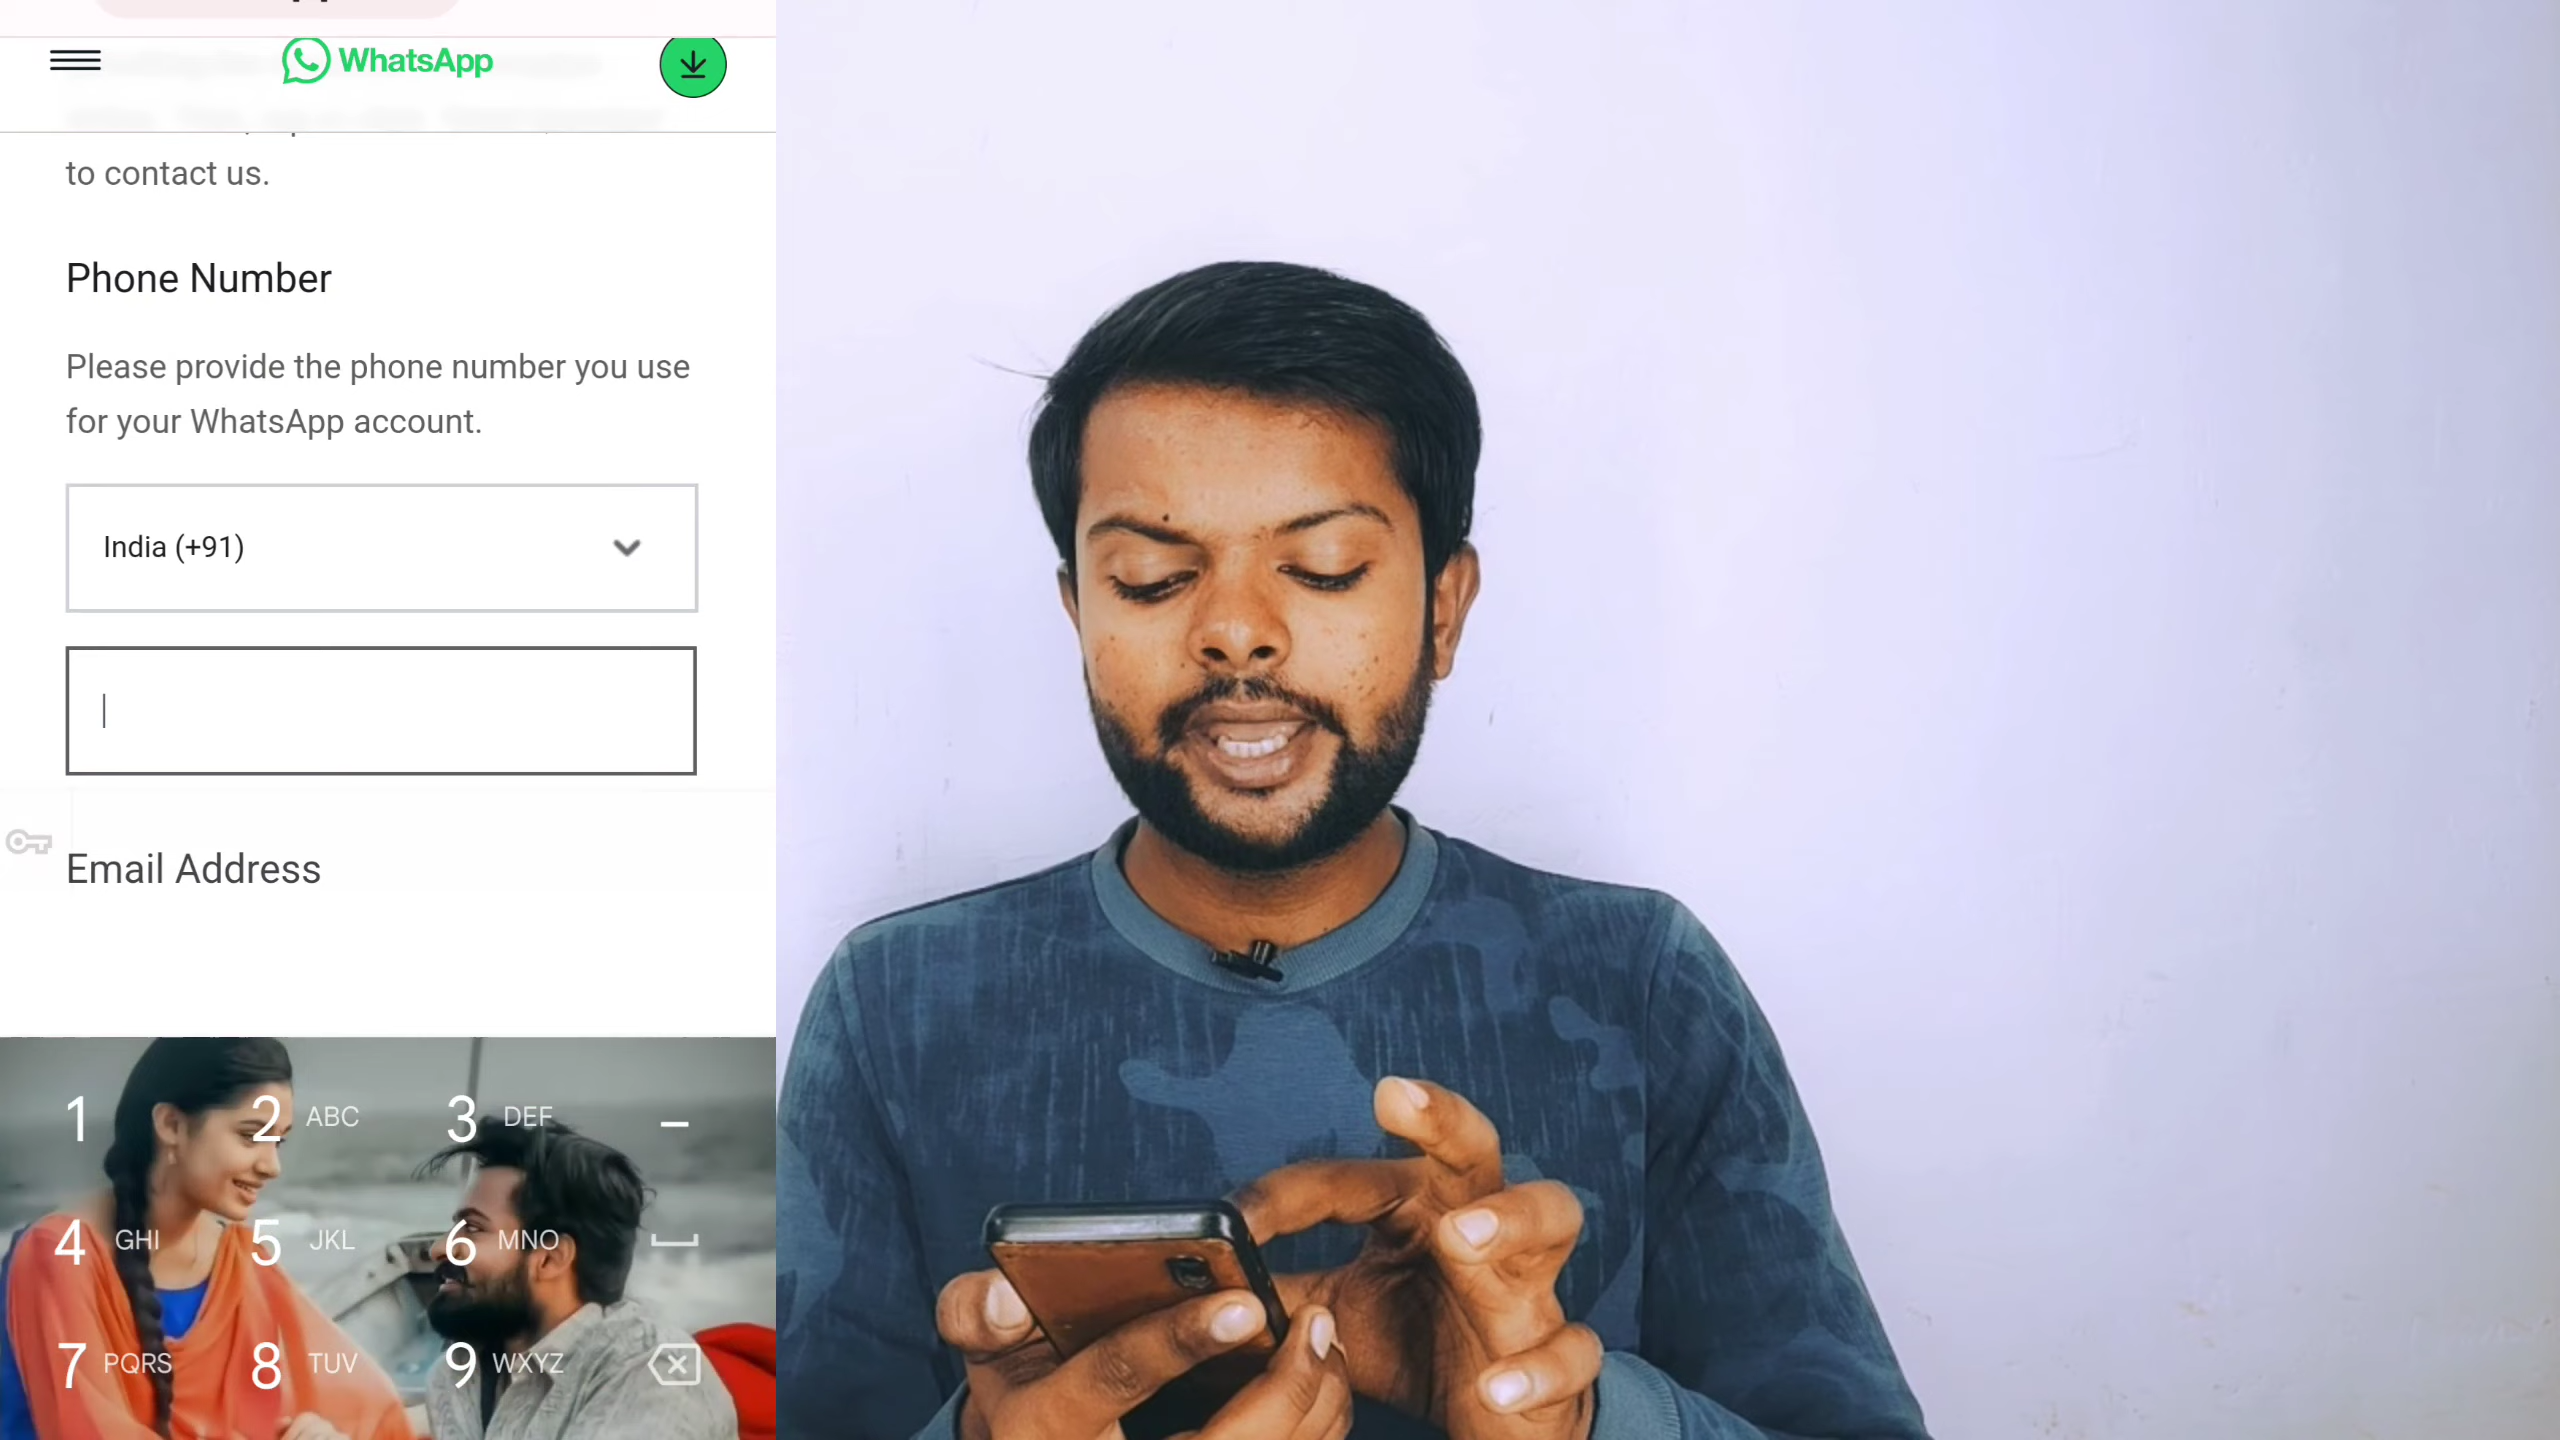 WhatsApp
to contact us.
Phone Number
Please provide the phone number you use
for your WhatsApp account.
India (+91)
Email Address
1
2 ABC
3 DEF
4 GHI
5 JKL
6 MNO
7 PQRS
8 TUV
9 WXYZ